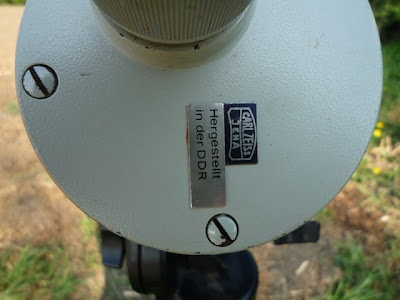 CARL ZEISS
JENA
Hergestellt
in der DDR